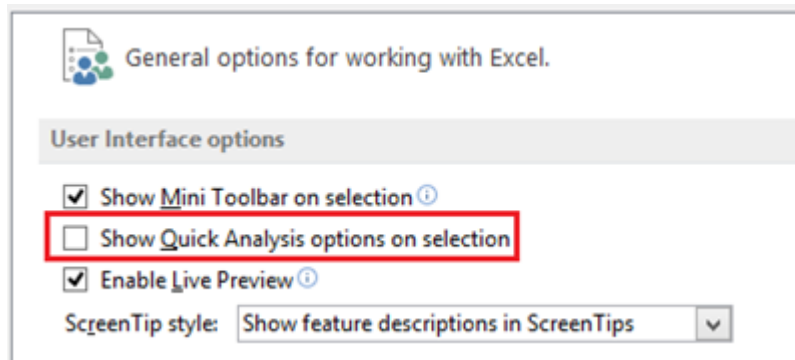 General options for working with Excel.
User Interface options
Show Mini Toolbar on selection
Show Quick Analysis options on selection
Enable Live Preview
ScreenTip style: Show feature descriptions in ScreenTips